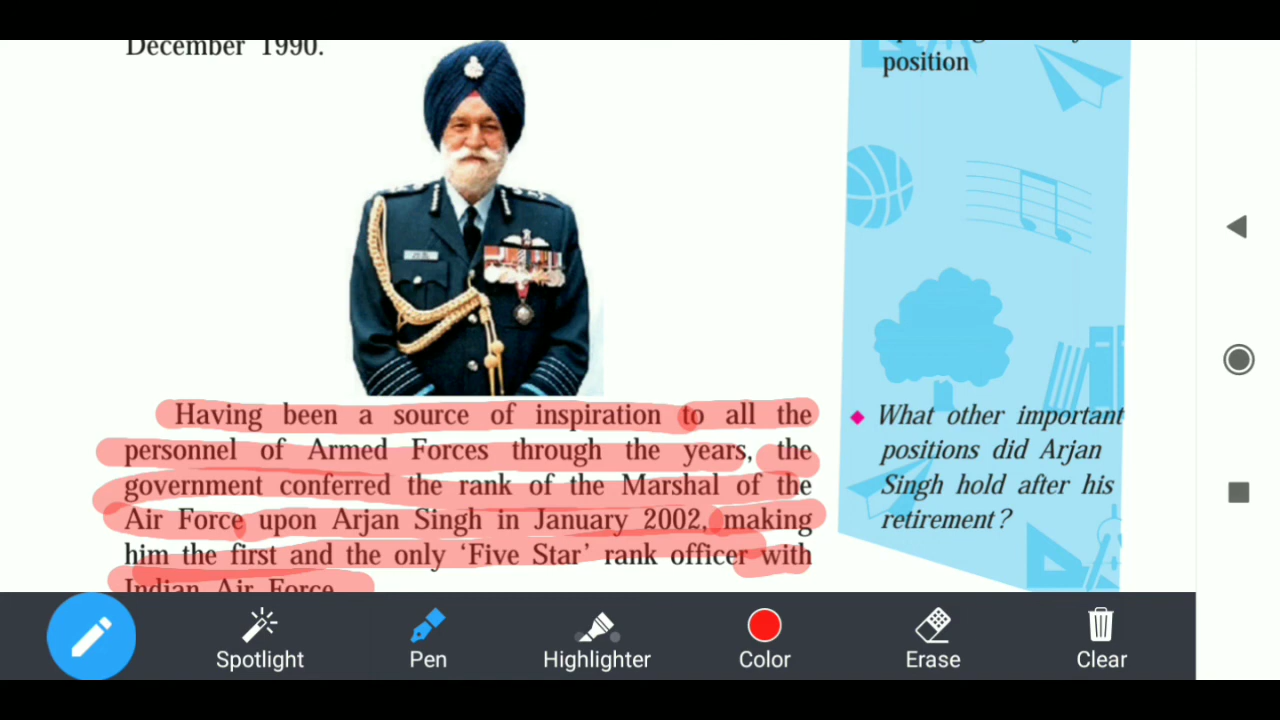 December 1990.
position
Having been a source of inspiration to all the
personnel of Armed Forces through the years, the
government conferred the rank of the Marshal of the
Air Force upon Arjan Singh in January 2002, making
him the first and the only ‘Five Star’ rank officer with
Indian Air Force.
What other important
positions did Arjan
Singh hold after his
retirement?
Spotlight
Pen
Highlighter
Color
Erase
Clear